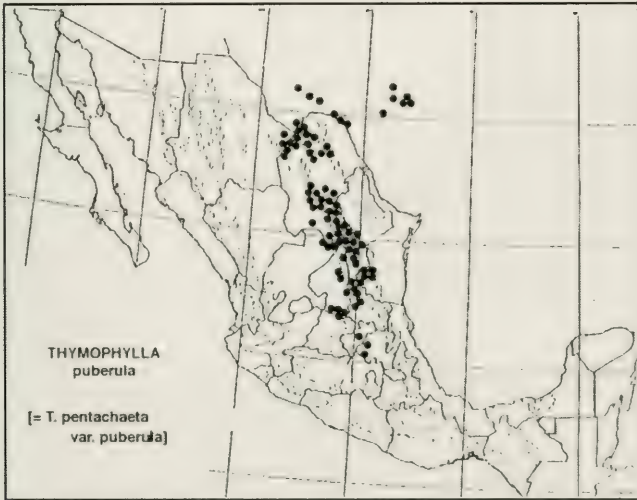 THYMOPHYLLA
puberula
[= T. pentachaeta
var. puberula]